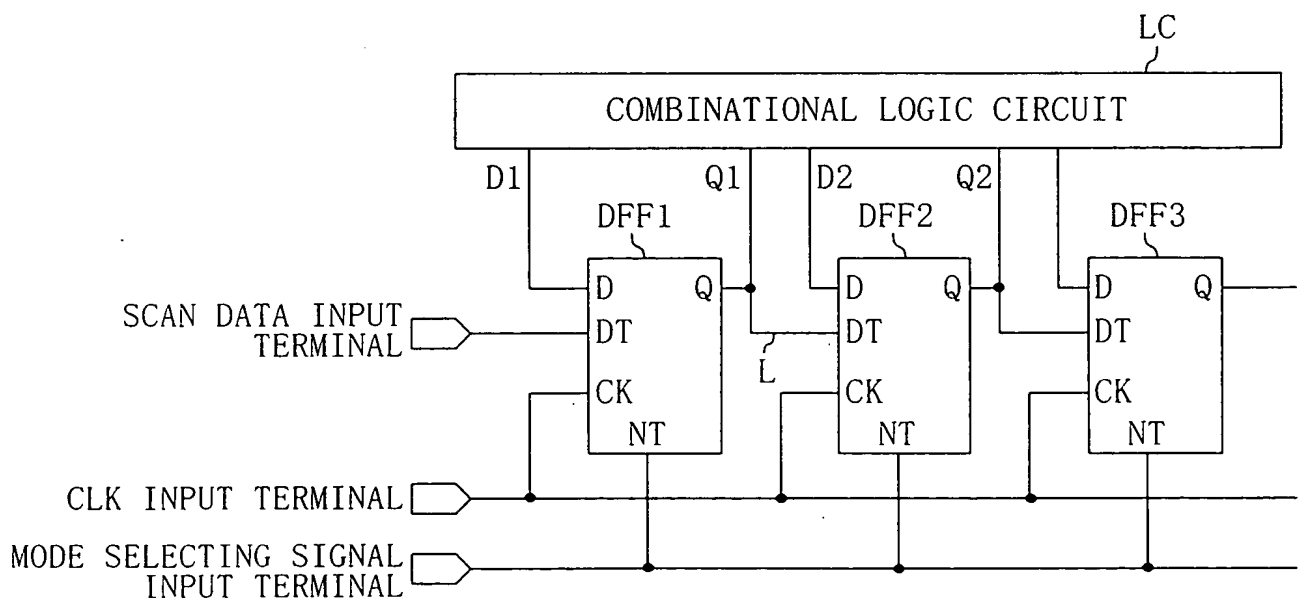 LC
COMBINATIONAL LOGIC CIRCUIT
D1
Q1
D2
Q2
DFF1
DFF2
DFF3
D
Q
D
Q
D
Q
SCAN DATA INPUT
TERMINAL
DT
DT
DT
L
CK
CK
CK
NT
NT
NT
CLK INPUT TERMINAL
MODE SELECTING SIGNAL
INPUT TERMINAL